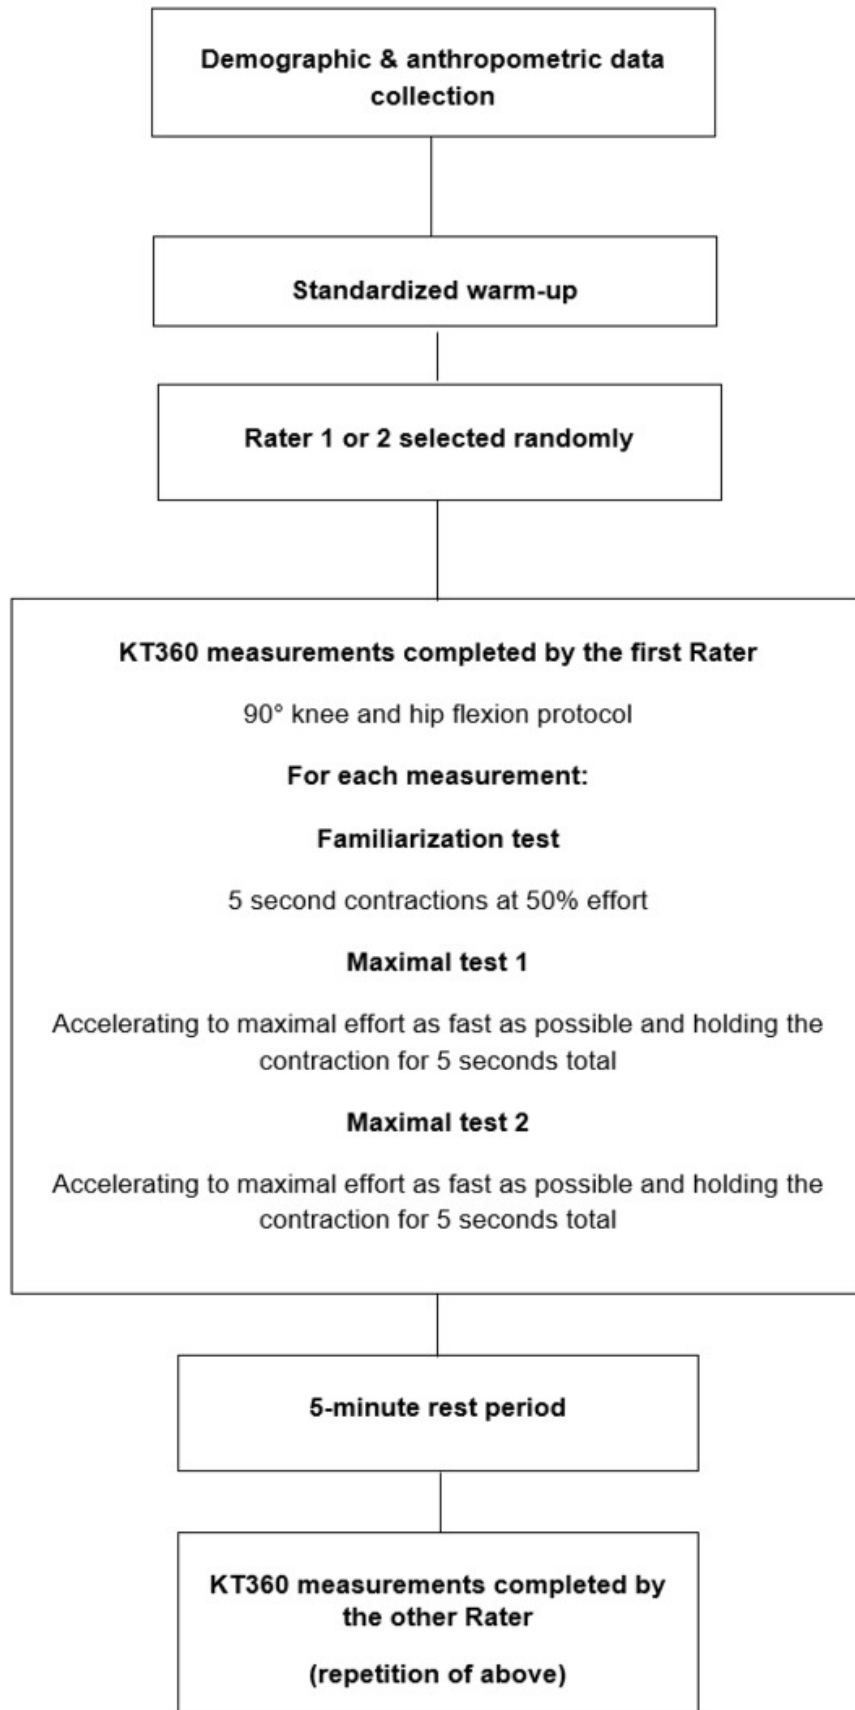 Demographic & anthropometric data
collection
Standardized warm-up
Rater 1 or 2 selected randomly
KT360 measurements completed by the first Rater
90° knee and hip flexion protocol
For each measurement:
Familiarization test
5 second contractions at 50% effort
Maximal test 1
Accelerating to maximal effort as fast as possible and holding the
contraction for 5 seconds total
Maximal test 2
Accelerating to maximal effort as fast as possible and holding the
contraction for 5 seconds total
5-minute rest period
KT360 measurements completed by
the other Rater
(repetition of above)